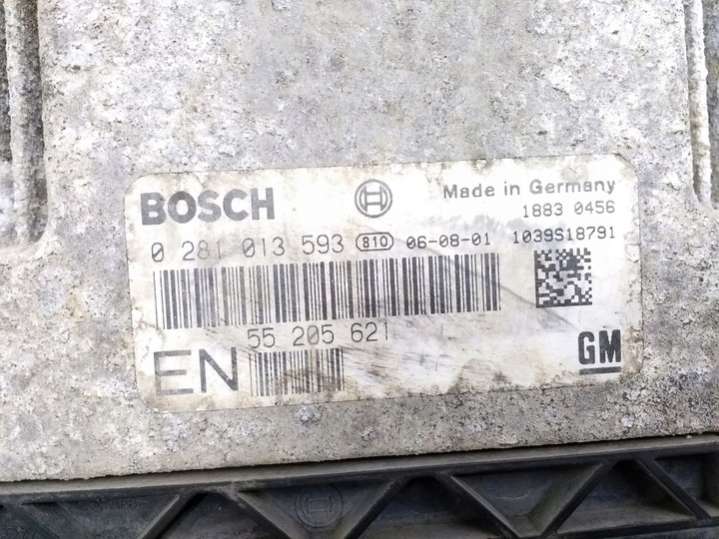 BOSCH Made in Germany
1883 0456
0 281 013 593 810 06-08-01 1039S18791
55 205 621
EN GM